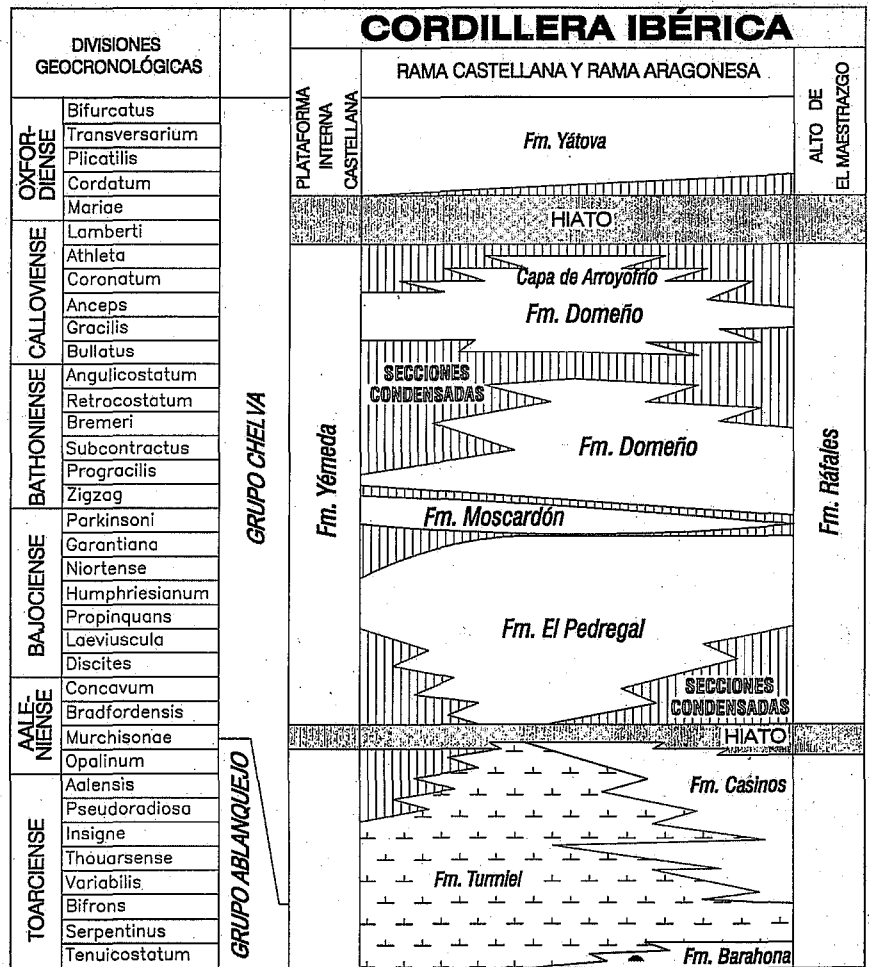 CORDILLERA IBÉRICA
DIVISIONES
GEOCRONOLÓGICAS
PLATAFORMA
INTERNA
CASTELLANA
RAMA CASTELLANA Y RAMA ARAGONESA
ALTO DE
EL MAESTRAZGO
OXFOR-
DIENSE
Bifurcatus
Transversarium
Plicatilis
Cordatum
Mariae
CALLOVIENSE
Lamberti
Athleta
Coronatum
Anceps
Gracilis
Bullatus
BATHONIENSE
Angulicostatum
Retrocostatum
Bremeri
Subcontractus
Progracilis
Zigzag
BAJOCIENSE
Parkinsoni
Garantiana
Niortense
Humphriesianum
Propinquans
Laeviuscula
Discites
AALE-
NIENSE
Concavum
Bradfordensis
Murchisonae
Opalinum
TOARCIENSE
Aalensis
Pseudoradiosa
Insigne
Thouarsense
Variabilis
Bifrons
Serpentinus
Tenuicostatum
GRUPO CHELVA
GRUPO ABLANQUEJO
Fm. Yémeda
Fm. Yátova
HIATO
Capa de Arroyofrío
Fm. Domeño
SECCIONES
CONDENSADAS
Fm. Domeño
Fm. Moscardón
Fm. El Pedregal
SECCIONES
CONDENSADAS
HIATO
Fm. Casinos
Fm. Turmiel
Fm. Barahona
Fm. Ráfales